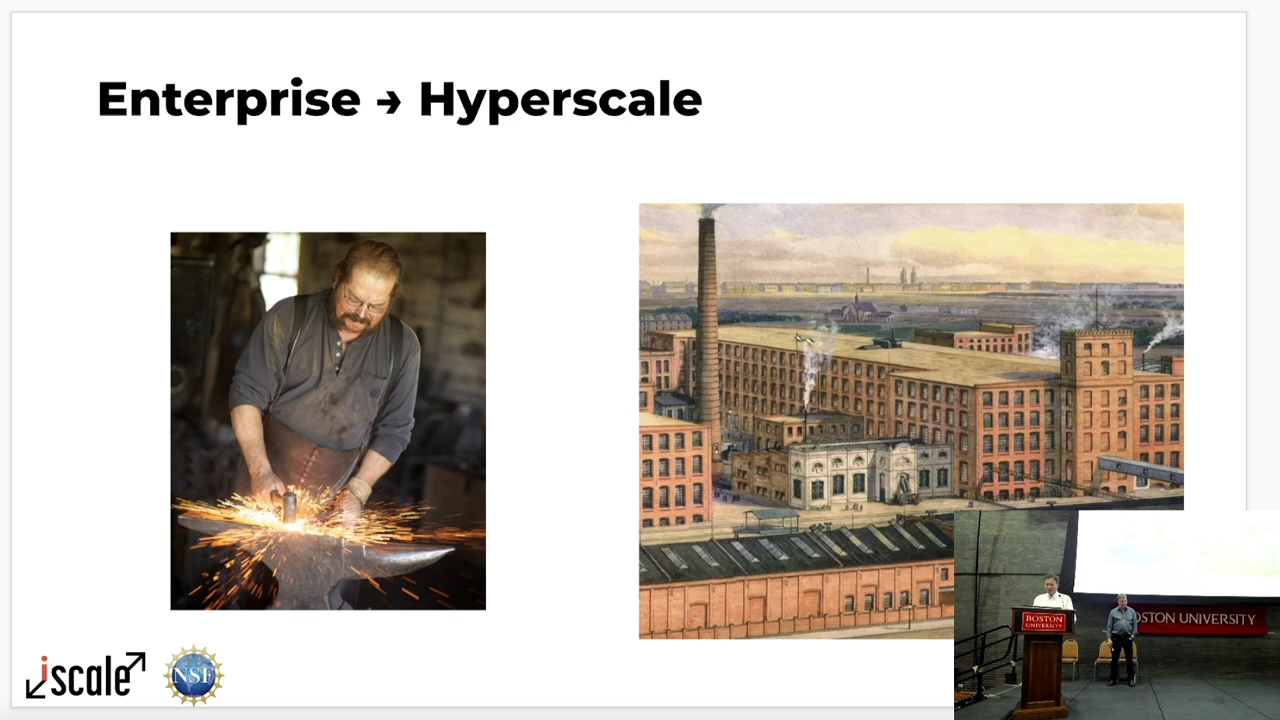 Enterprise → Hyperscale
iscale
NSF
BOSTON
UNIVERSITY
BOSTON UNIVERSITY